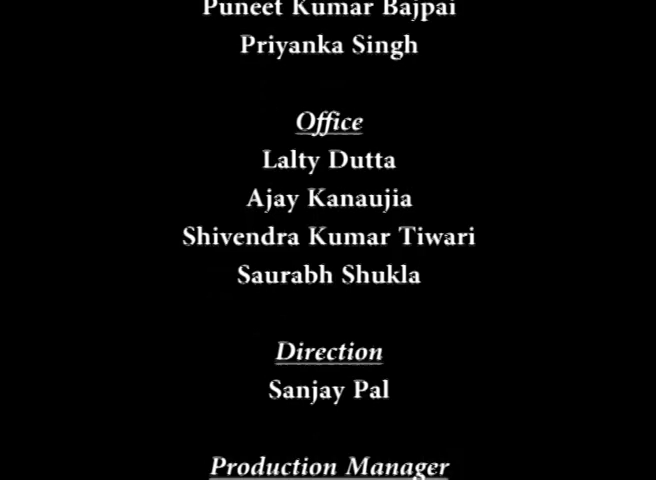 Puneet Kumar Bajpai
Priyanka Singh
Office
Lalty Dutta
Ajay Kanaujia
Shivendra Kumar Tiwari
Saurabh Shukla
Direction
Sanjay Pal
Production Manager